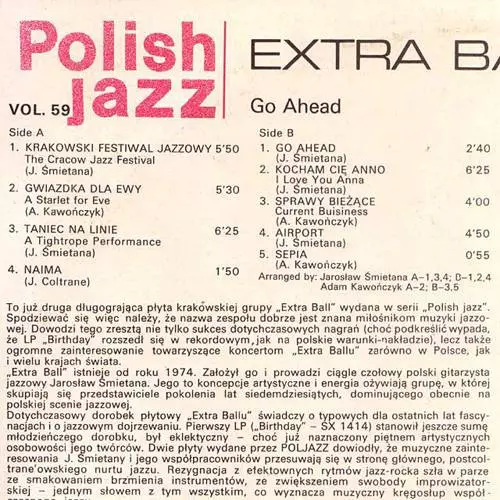 Polish
jazz
VOL. 59
EXTRA BA
Go Ahead
Side A
1. KRAKOWSKI FESTIWAL JAZZOWY 5'50
The Cracow Jazz Festival
(J. Śmietana)
2. GWIAZDKA DLA EWY 5'30
A Starlet for Eve
(A. Kawończyk)
3. TANIEC NA LINIE 6'25
A Tightrope Performance
(J. Śmietana)
4. NAIMA 1'50
(J. Coltrane)
Side B
1. GO AHEAD 2'40
(J. Śmietana)
2. KOCHAM CIĘ ANNO 6'25
I Love You Anna
(J. Śmietana)
3. SPRAWY BIEŻĄCE 4'00
Current Buisiness
(A. Kawończyk)
4. AIRPORT 4'50
(J. Śmietana)
5. SEPIA 0'55
(A. Kawończyk)
Arranged by: Jarosław Śmietana A-1,3,4; D-1,2,4
Adam Kawończyk A-2; B-3.5
To już druga długogrająca płyta krakowskiej grupy „Extra Ball" wydana w serii „Polish jazz".
Spodziewać się więc należy, że nazwa zespołu dobrze jest znana miłośnikom muzyki jazzo-
wej. Dowodzi tego zresztą nie tylko sukces dotychczasowych nagrań (choć podkreślić wypada,
że LP „Birthday" rozszedł się w rekordowym, jak na polskie warunki-nakładzie), lecz także
ogromne zainteresowanie towarzyszące koncertom „Extra Ballu" zarówno w Polsce, jak
i wielu krajach świata.
„Extra Ball" istnieje od roku 1974. Założył go i prowadzi ciągle czołowy polski gitarzysta
jazzowy Jarosław Śmietana. Jego to koncepcje artystyczne i energia ożywiają grupę, w której
skupiają się przedstawiciele pokolenia lat siedemdziesiątych, dominującego obecnie na
polskiej scenie jazzowej.
Dotychczasowy dorobek płytowy „Extra Ballu" świadczy o typowych dla ostatnich lat fascy-
nacjach i o jazzowym dojrzewaniu. Pierwszy LP („Birthday" – SX 1414) stanowił jeszcze sumę
młodzieńczego dorobku, był eklektyczny – choć już naznaczony piętnem artystycznych
osobowości jego twórców. Dwie płyty wydane przez POLJAZZ dowiodły, że muzyczne zainte-
resowania J. Śmietany i jego współpracowników przesuwają się w stronę głównego, postcol-
trane'owskiego nurtu jazzu. Rezygnacja z efektownych rytmów jazz-rocka szła w parze
ze smakowaniem brzmienia instrumentów, ze zwiększeniem swobody improwizator-
skiej – jednym słowem z tym wszystkim, co wyznacza muzyczny kręgosłup współ